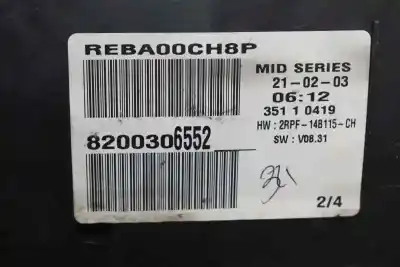 REBA00CH8P
MID SERIES
21-02-03
06:12
351 1 0419
HW : 2RPF-14B115-CH
SW : V08.31
8200306552
2/4